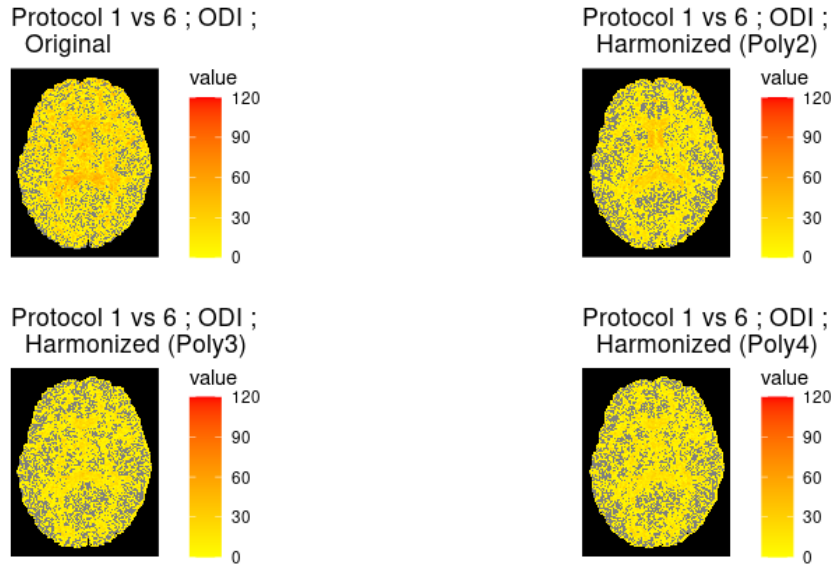 Protocol 1 vs 6 ; ODI ;
Original
value
120
90
60
30
0
Protocol 1 vs 6 ; ODI ;
Harmonized (Poly2)
value
120
90
60
30
0
Protocol 1 vs 6 ; ODI ;
Harmonized (Poly3)
value
120
90
60
30
0
Protocol 1 vs 6 ; ODI ;
Harmonized (Poly4)
value
120
90
60
30
0